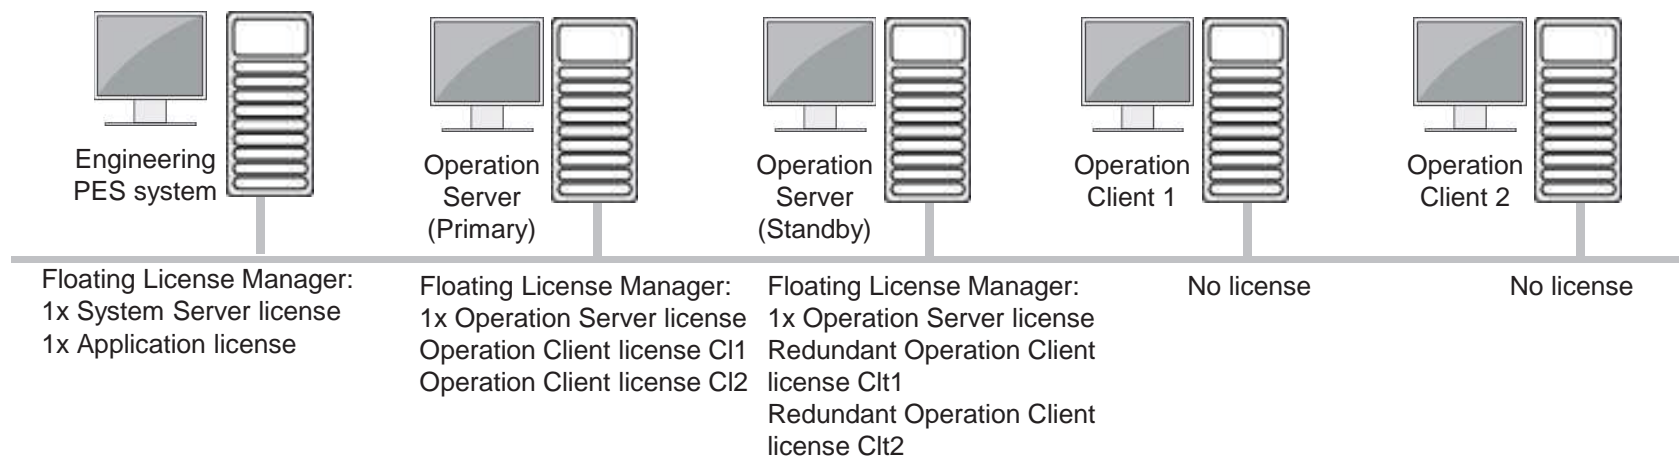 Engineering
PES system
Operation
Server
(Primary)
Operation
Server
(Standby)
Operation
Client 1
Operation
Client 2
Floating License Manager:
1x System Server license
1x Application license
Floating License Manager:
1x Operation Server license
Operation Client license Cl1
Operation Client license Cl2
Floating License Manager:
1x Operation Server license
Redundant Operation Client
license Clt1
Redundant Operation Client
license Clt2
No license
No license